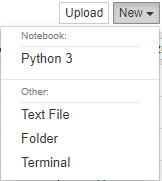 Upload New
Notebook:
Python 3
Other:
Text File
Folder
Terminal